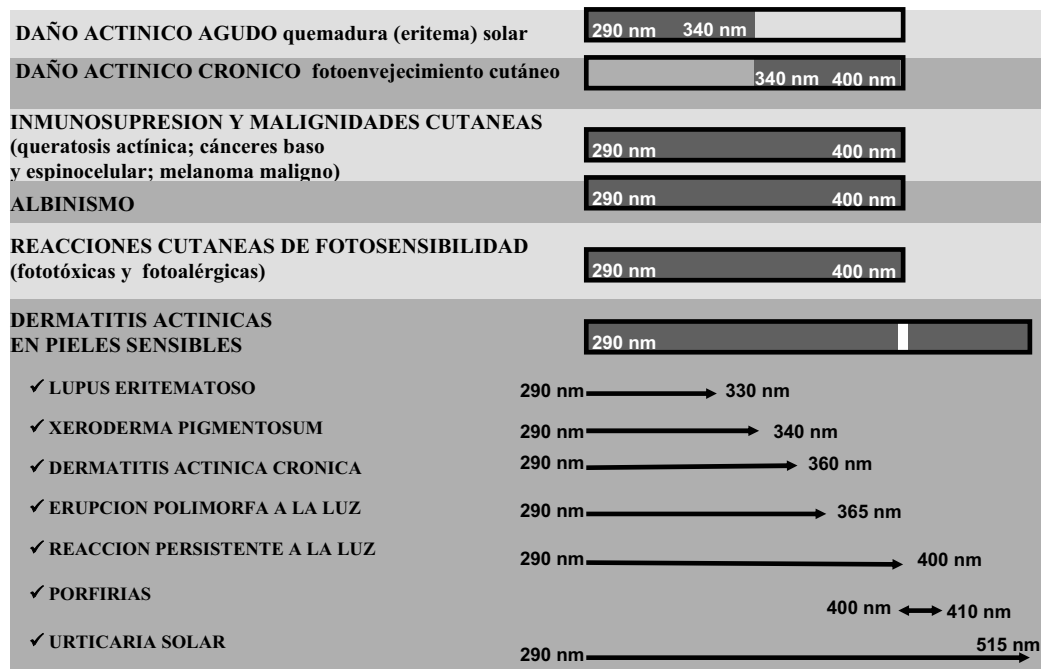 DAÑO ACTINICO AGUDO quemadura (eritema) solar
290 nm 340 nm
DAÑO ACTINICO CRONICO fotoenvejecimiento cutáneo
340 nm 400 nm
INMUNOSUPRESION Y MALIGNIDADES CUTANEAS
(queratosis actínica; cánceres baso
y espinocelular; melanoma maligno)
290 nm 400 nm
ALBINISMO
290 nm 400 nm
REACCIONES CUTANEAS DE FOTOSENSIBILIDAD
(fototóxicas y fotoalérgicas)
290 nm 400 nm
DERMATITIS ACTINICAS
EN PIELES SENSIBLES
290 nm
✓ LUPUS ERITEMATOSO
290 nm 330 nm
✓ XERODERMA PIGMENTOSUM
290 nm 340 nm
✓ DERMATITIS ACTINICA CRONICA
290 nm 360 nm
✓ ERUPCION POLIMORFA A LA LUZ
290 nm 365 nm
✓ REACCION PERSISTENTE A LA LUZ
290 nm 400 nm
✓ PORFIRIAS
400 nm 410 nm
✓ URTICARIA SOLAR
290 nm 515 nm